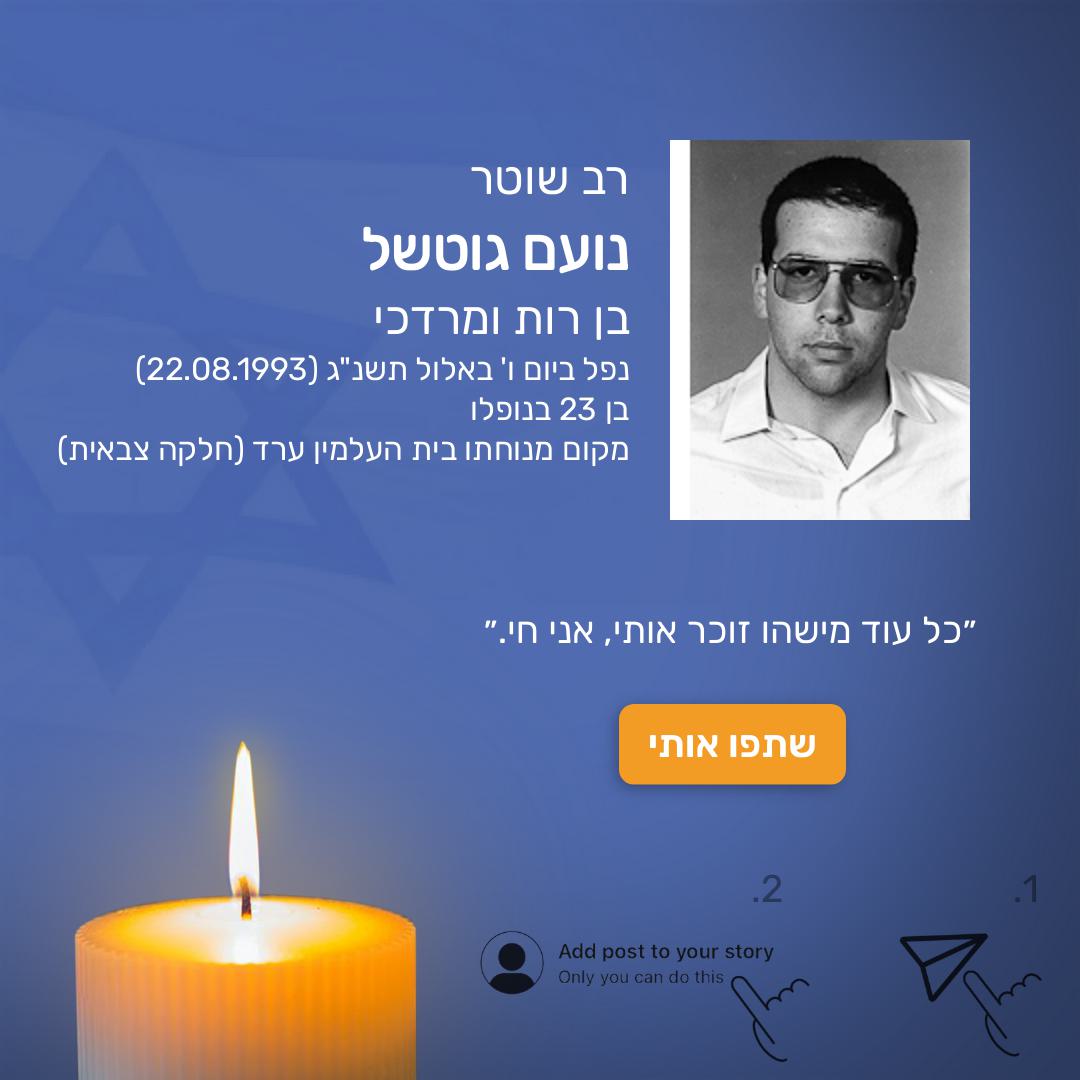 רב שוטר
נועם גוטשל
בן רות ומרדכי
נפל ביום ו' באלול תשנ"ג (22.08.1993)
בן 23 בנופלו
מקום מנוחתו בית העלמין ערד (חלקה צבאית)
״כל עוד מישהו זוכר אותי, אני חי.״
שתפו אותי
.1
.2
Add post to your story
Only you can do this